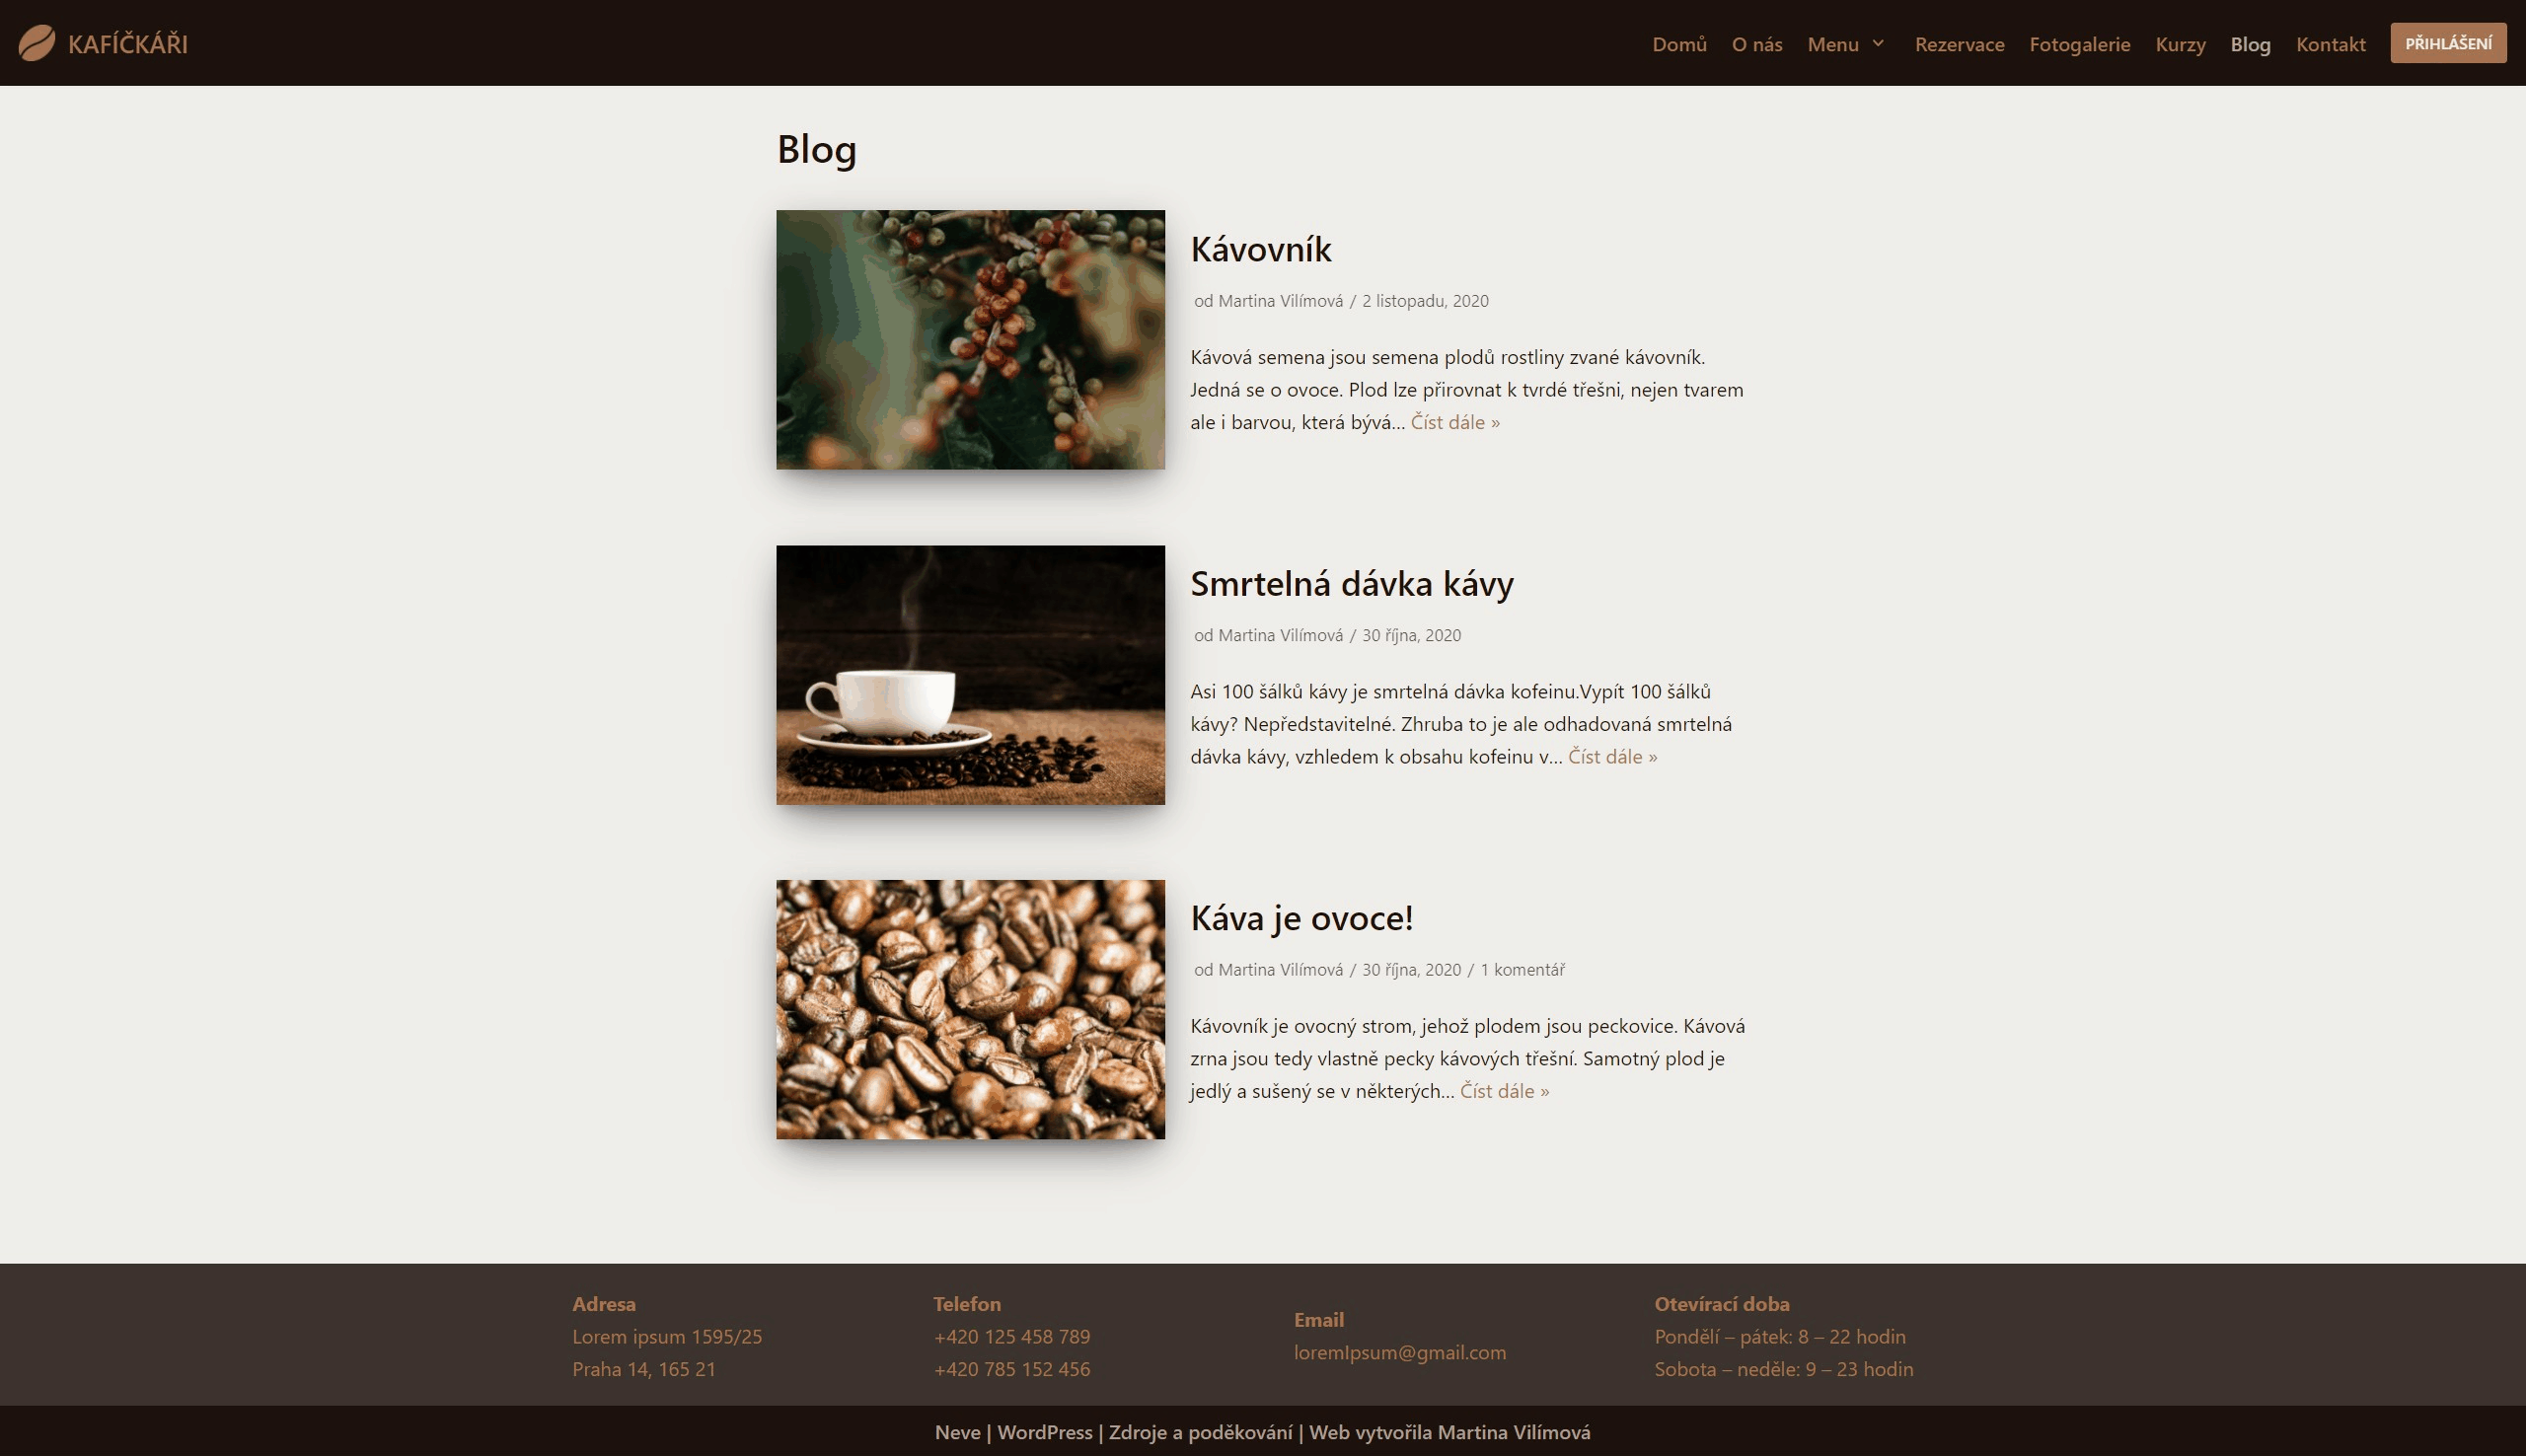 KAFÍČKÁŘI
Domů O nás Menu Rezervace Fotogalerie Kurzy Blog Kontakt PŘIHLÁŠENÍ
Blog
Kávovník
od Martina Vilímová / 2 listopadu, 2020
Kávová semena jsou semena plodů rostliny zvané kávovník.
Jedná se o ovoce. Plod lze přirovnat k tvrdé třešni, nejen tvarem
ale i barvou, která bývá… Číst dále »
Smrtelná dávka kávy
od Martina Vilímová / 30 října, 2020
Asi 100 šálků kávy je smrtelná dávka kofeinu.Vypít 100 šálků
kávy? Nepředstavitelné. Zhruba to je ale odhadovaná smrtelná
dávka kávy, vzhledem k obsahu kofeinu v… Číst dále »
Káva je ovoce!
od Martina Vilímová / 30 října, 2020 / 1 komentář
Kávovník je ovocný strom, jehož plodem jsou peckovice. Kávová
zrna jsou tedy vlastně pecky kávových třešní. Samotný plod je
jedlý a sušený se v některých… Číst dále »
Adresa
Lorem ipsum 1595/25
Praha 14, 165 21
Telefon
+420 125 458 789
+420 785 152 456
Email
loremIpsum@gmail.com
Otevírací doba
Pondělí – pátek: 8 – 22 hodin
Sobota – neděle: 9 – 23 hodin
Neve | WordPress | Zdroje a poděkování | Web vytvořila Martina Vilímová